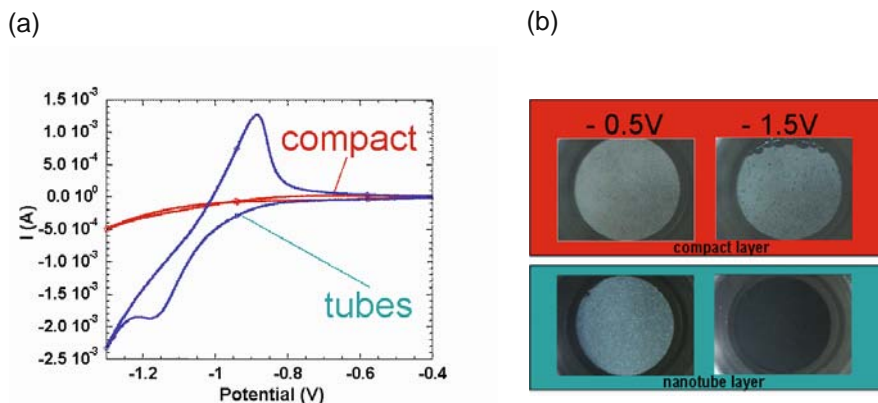 (a)
(b)
1.5 10⁻³
1.0 10⁻³
5.0 10⁻⁴
0.0 10⁰
-5.0 10⁻⁴
-1.0 10⁻³
-1.5 10⁻³
-2.0 10⁻³
-2.5 10⁻³
I (A)
compact
tubes
-1.2 -1 -0.8 -0.6 -0.4
Potential (V)
- 0.5V - 1.5V
compact layer
nanotube layer